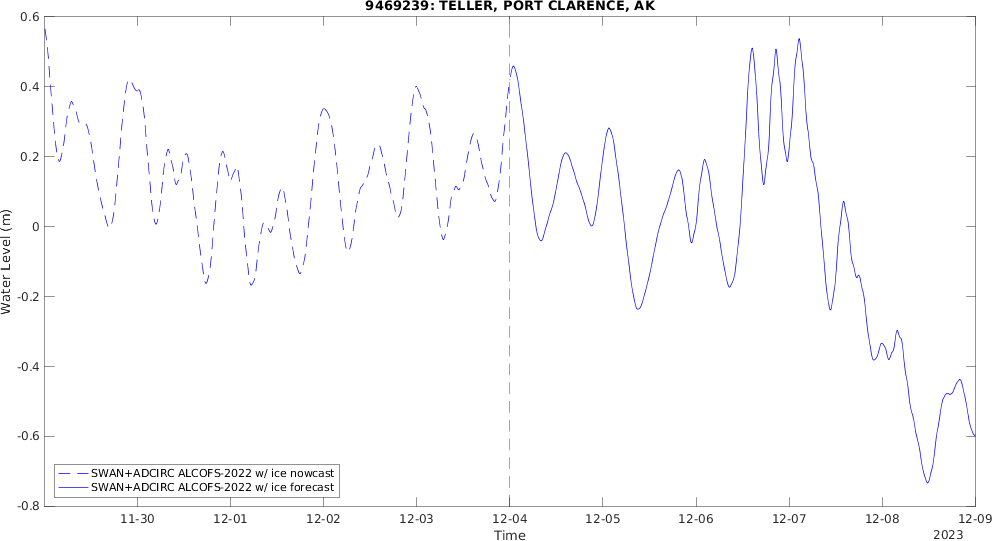 9469239: TELLER, PORT CLARENCE, AK
0.6
0.4
0.2
0
-0.2
-0.4
-0.6
-0.8
Water Level (m)
SWAN+ADCIRC ALCOFS-2022 w/ ice nowcast
SWAN+ADCIRC ALCOFS-2022 w/ ice forecast
11-30 12-01 12-02 12-03 12-04 12-05 12-06 12-07 12-08 12-09
Time
2023